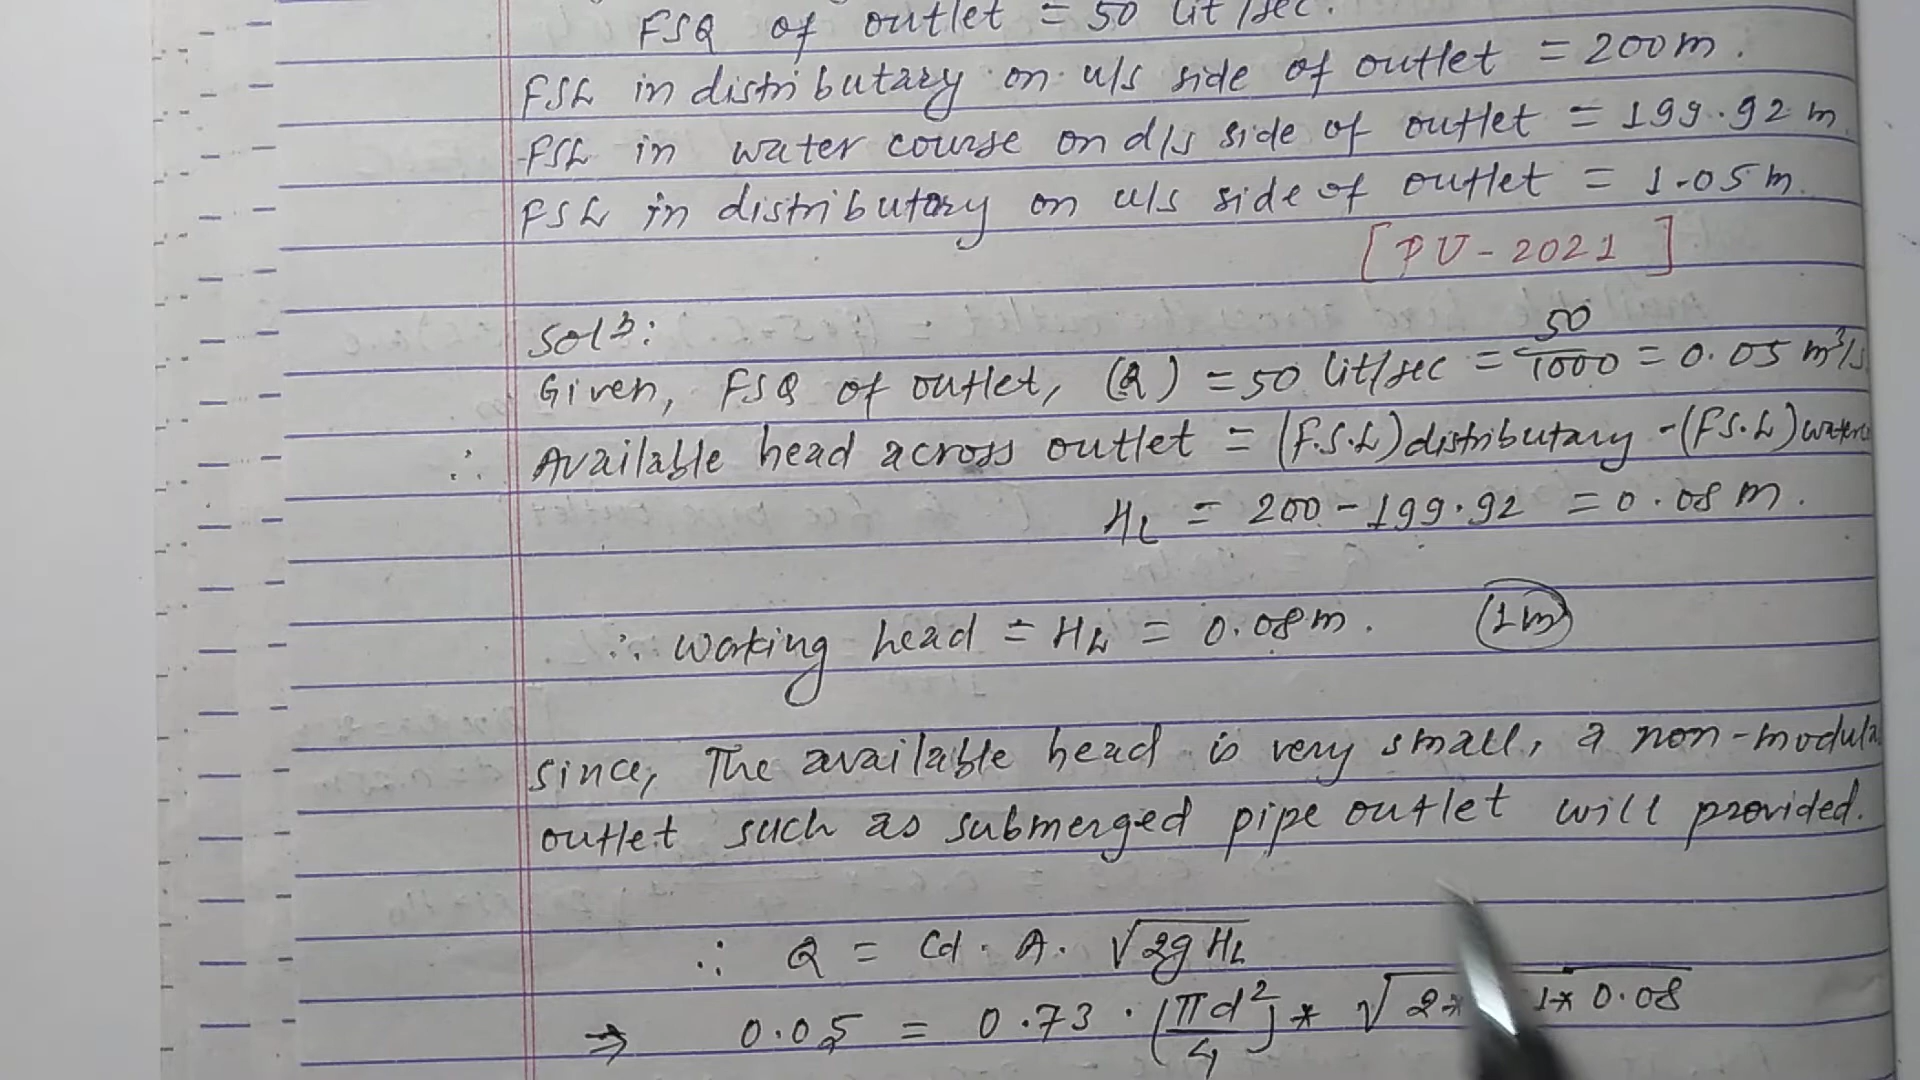 FSQ of outlet = 50 lit/sec.
FSL in distributary on u/s side of outlet = 200m.
FSL in water course on d/s side of outlet = 199.92 m
FSL in distributary on u/s side of outlet = 1.05 m.
[PU-2021]
Soln:
50
Given, FSQ of outlet, (Q) = 50 lit/sec = 1000 = 0.05 m³/s
∴ Available head across outlet = (F.S.L) distributary - (F.S.L)
HL = 200 - 199.92 = 0.08 m.
∴ working head = HL = 0.08m. (1m)
since, The available head is very small, a
outlet such as submerged pipe outlet will provided.
∴ Q = Cd. A. √2g HL
⇒ 0.05 = 0.73 . (πd²/4) * √2* 1* 0.08